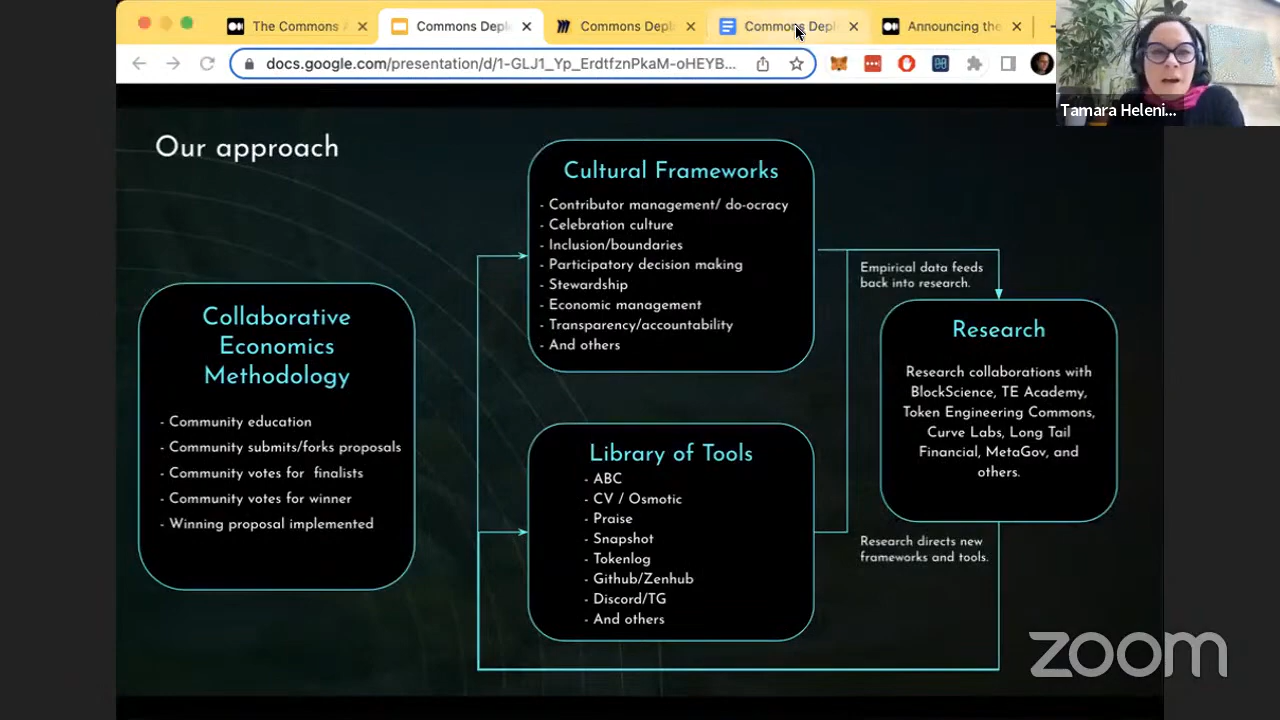 The Commons
Commons Depl
Commons Depl
Commons Depl
Announcing the
docs.google.com/presentation/d/1-GLJ1_Yp_ErdtfznPkaM-oHEYB...
Tamara Heleni...
Our approach
Collaborative
Economics
Methodology
- Community education
- Community submits/forks proposals
- Community votes for finalists
- Community votes for winner
- Winning proposal implemented
Cultural Frameworks
- Contributor management/ do-ocracy
- Celebration culture
- Inclusion/boundaries
- Participatory decision making
- Stewardship
- Economic management
- Transparency/accountability
- And others
Library of Tools
- ABC
- CV / Osmotic
- Praise
- Snapshot
- Tokenlog
- Github/Zenhub
- Discord/TG
- And others
Empirical data feeds
back into research.
Research
Research collaborations with
BlockScience, TE Academy,
Token Engineering Commons,
Curve Labs, Long Tail
Financial, MetaGov, and
others.
Research directs new
frameworks and tools.
zoom